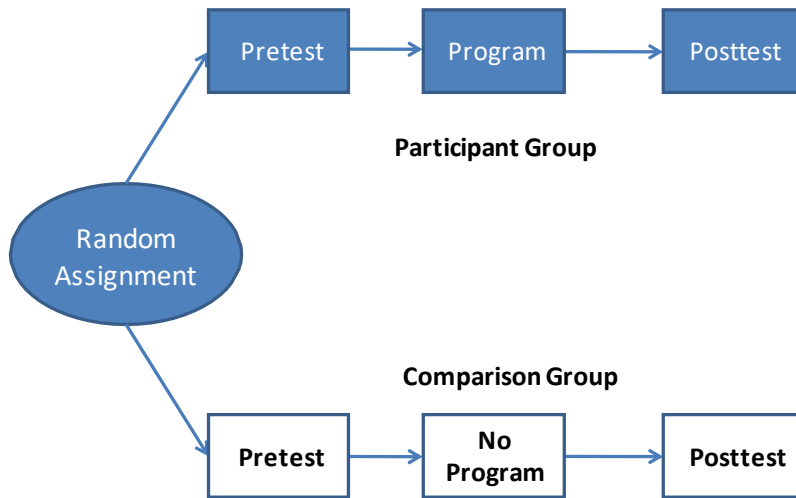 Pretest
Program
Posttest
Participant Group
Random
Assignment
Comparison Group
Pretest
No
Program
Posttest